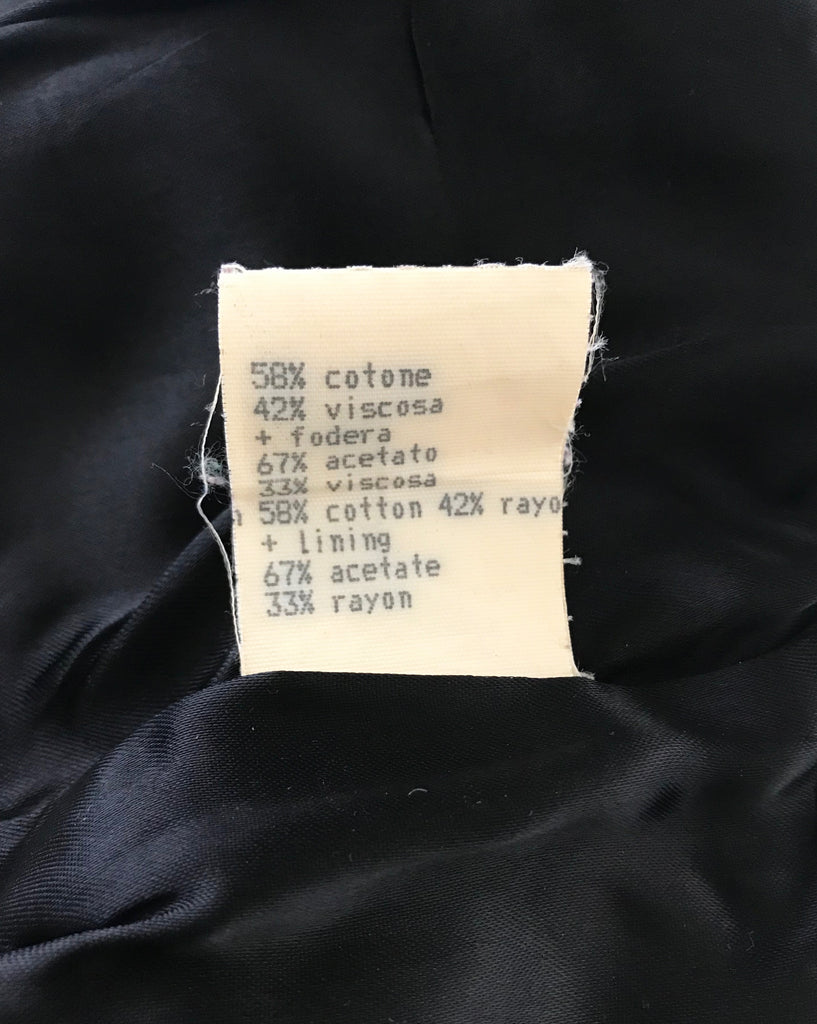 58% cotone
42% viscosa
+ fodera
67% acetato
33% viscosa
58% cotton 42% rayo
+ lining
67% acetate
33% rayon